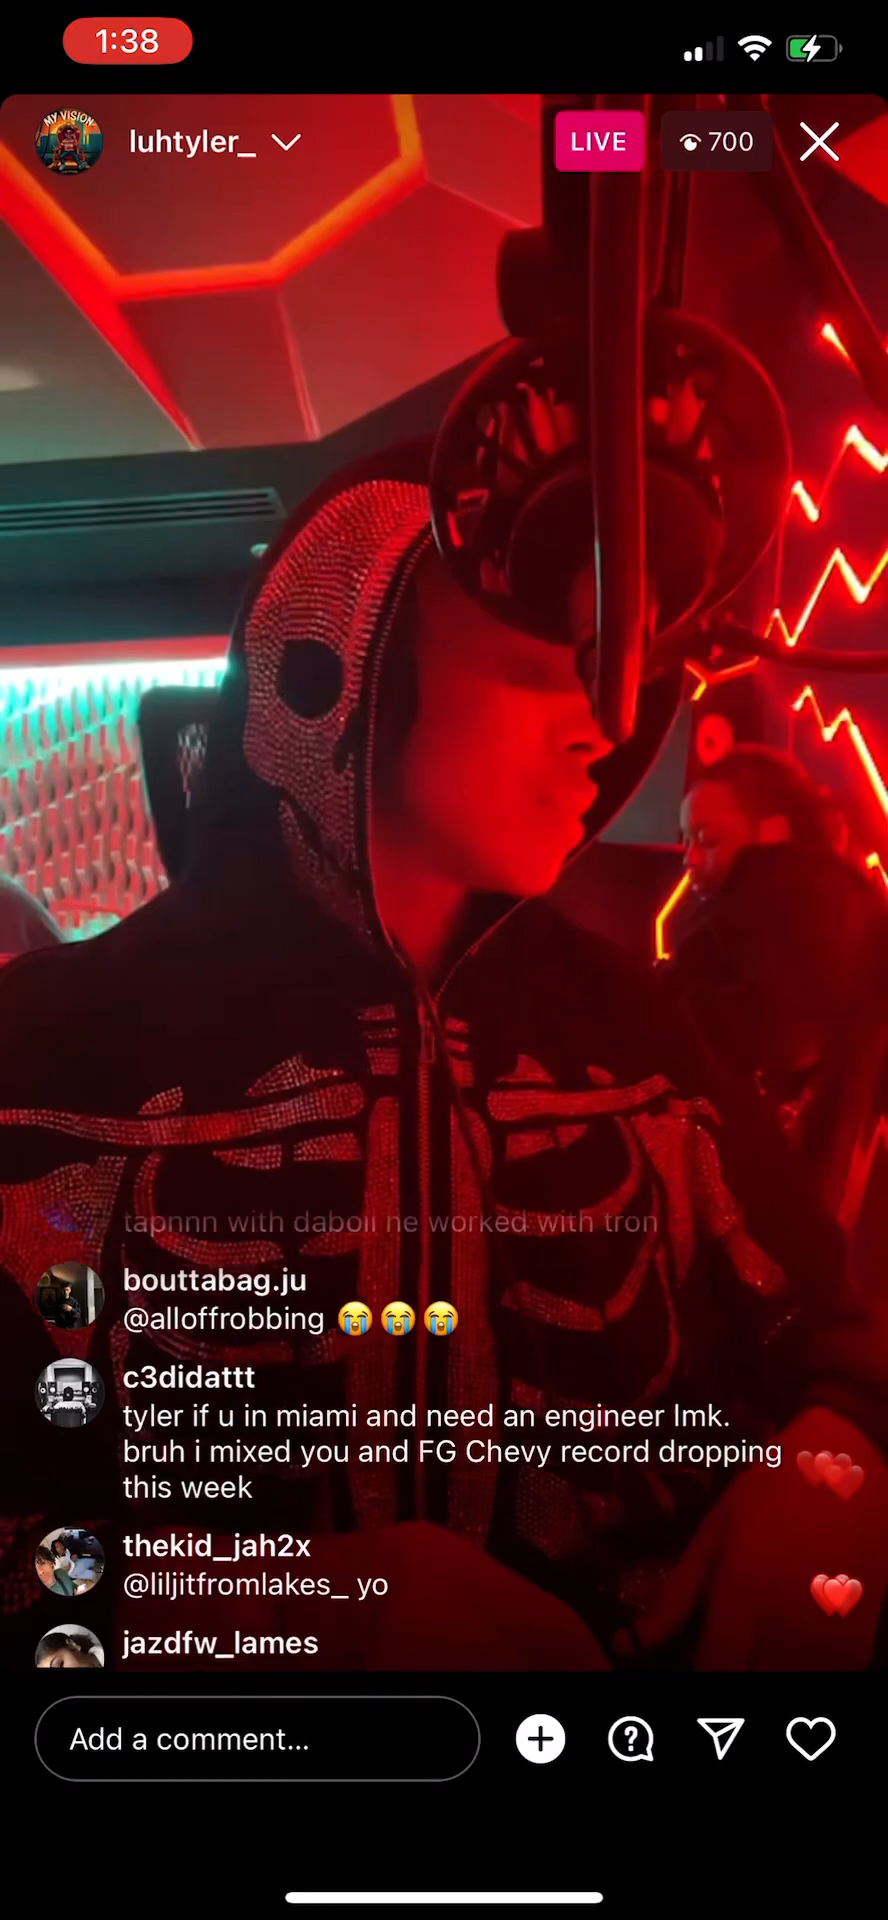 1:38
MY VISION
luhtyler_
LIVE
700
tapnnn with daboii he worked with tron
bouttabag.ju
@alloffrobbing 😭😭😭
c3didattt
tyler if u in miami and need an engineer lmk.
bruh i mixed you and FG Chevy record dropping
this week
thekid_jah2x
@liljitfromlakes_ yo
jazdfw_lames
Add a comment...